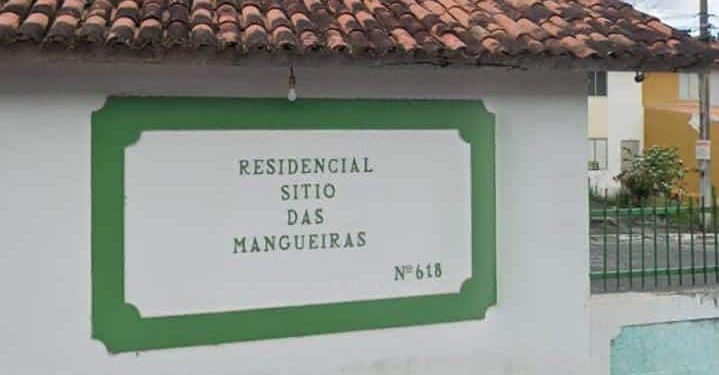 RESIDENCIAL
SITIO
DAS
MANGUEIRAS
Nº 618